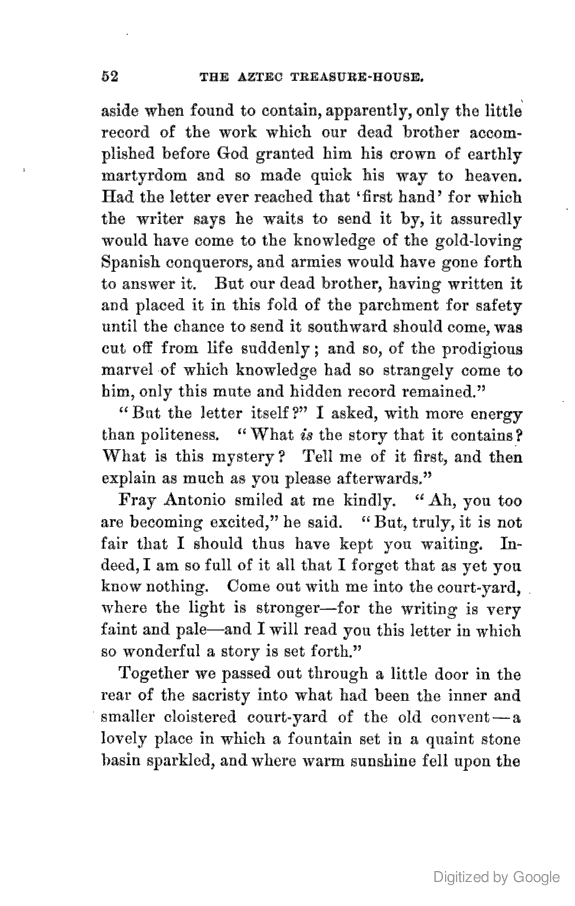 52 THE AZTEC TREASURE-HOUSE.
aside when found to contain, apparently, only the little
record of the work which our dead brother accom-
plished before God granted him his crown of earthly
martyrdom and so made quick his way to heaven.
Had the letter ever reached that ‘first hand’ for which
the writer says he waits to send it by, it assuredly
would have come to the knowledge of the gold-loving
Spanish conquerors, and armies would have gone forth
to answer it. But our dead brother, having written it
and placed it in this fold of the parchment for safety
until the chance to send it southward should come, was
cut off from life suddenly; and so, of the prodigious
marvel of which knowledge had so strangely come to
him, only this mute and hidden record remained.”
“But the letter itself?” I asked, with more energy
than politeness. “What is the story that it contains?
What is this mystery? Tell me of it first, and then
explain as much as you please afterwards.”
Fray Antonio smiled at me kindly. “Ah, you too
are becoming excited,” he said. “But, truly, it is not
fair that I should thus have kept you waiting. In-
deed, I am so full of it all that I forget that as yet you
know nothing. Come out with me into the court-yard,
where the light is stronger—for the writing is very
faint and pale—and I will read you this letter in which
so wonderful a story is set forth.”
Together we passed out through a little door in the
rear of the sacristy into what had been the inner and
smaller cloistered court-yard of the old convent—a
lovely place in which a fountain set in a quaint stone
basin sparkled, and where warm sunshine fell upon the
Digitized by Google